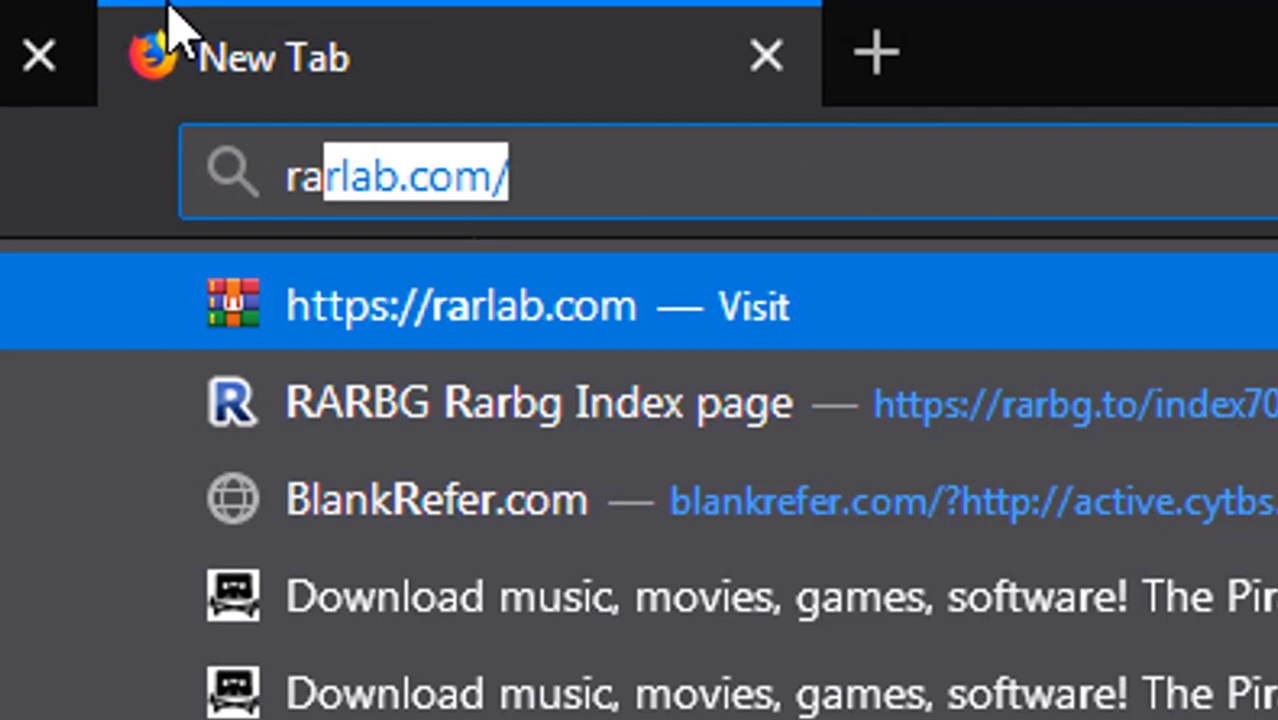 New Tab
rarlab.com/
https://rarlab.com — Visit
RARBG Rarbg Index page — https://rarbg.to/index70
BlankRefer.com — blankrefer.com/?http://active.cytbs.
Download music, movies, games, software! The Pir
Download music, movies, games, software! The Pir